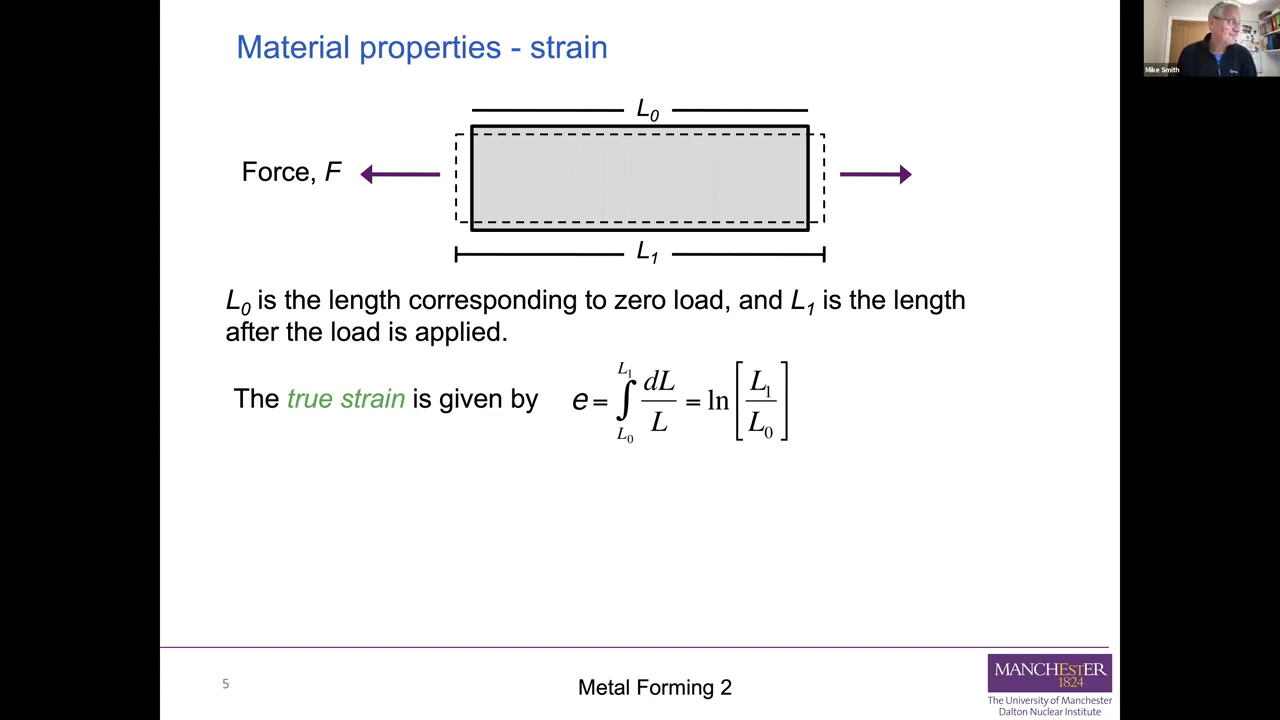 Material properties - strain
Mike Smith
L₀
Force, F
L₁
L₀ is the length corresponding to zero load, and L₁ is the length
after the load is applied.
The true strain is given by e = ∫_{L₀}^{L₁} dL/L = ln[L₁/L₀]
5
Metal Forming 2
MANCHESTER
1824
The University of Manchester
Dalton Nuclear Institute